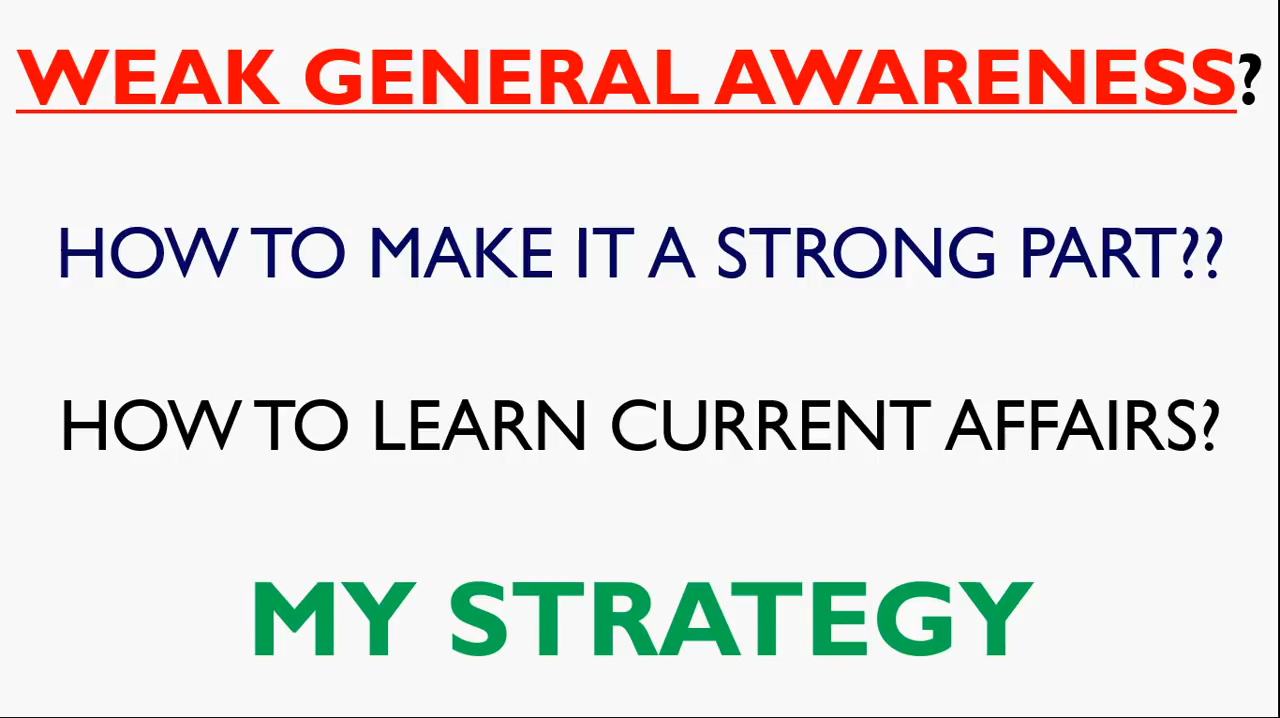 WEAK GENERAL AWARENESS?
HOW TO MAKE IT A STRONG PART??
HOW TO LEARN CURRENT AFFAIRS?
MY STRATEGY